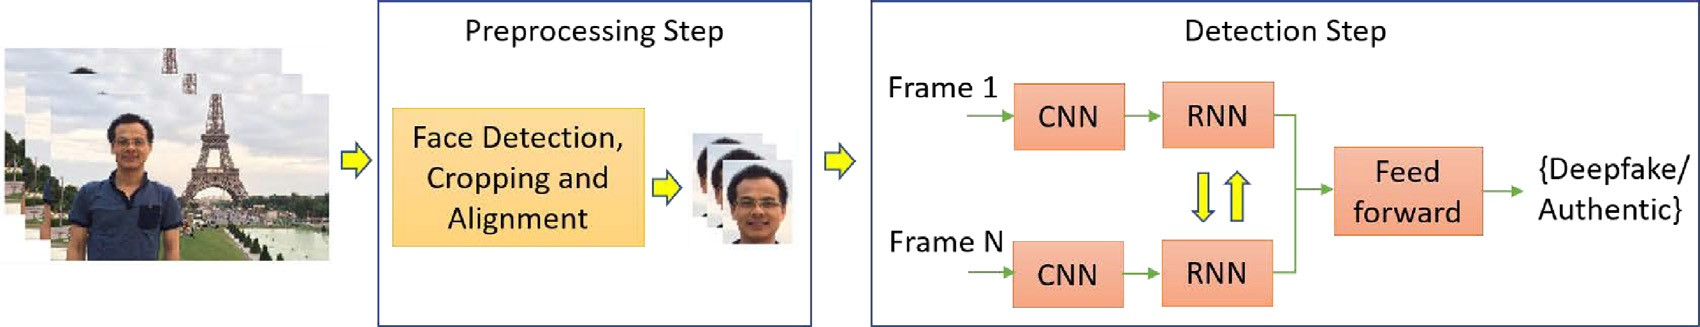 Preprocessing Step
Face Detection,
Cropping and
Alignment
Detection Step
Frame 1
CNN
RNN
Frame N
CNN
RNN
Feed
forward
{Deepfake/
Authentic}